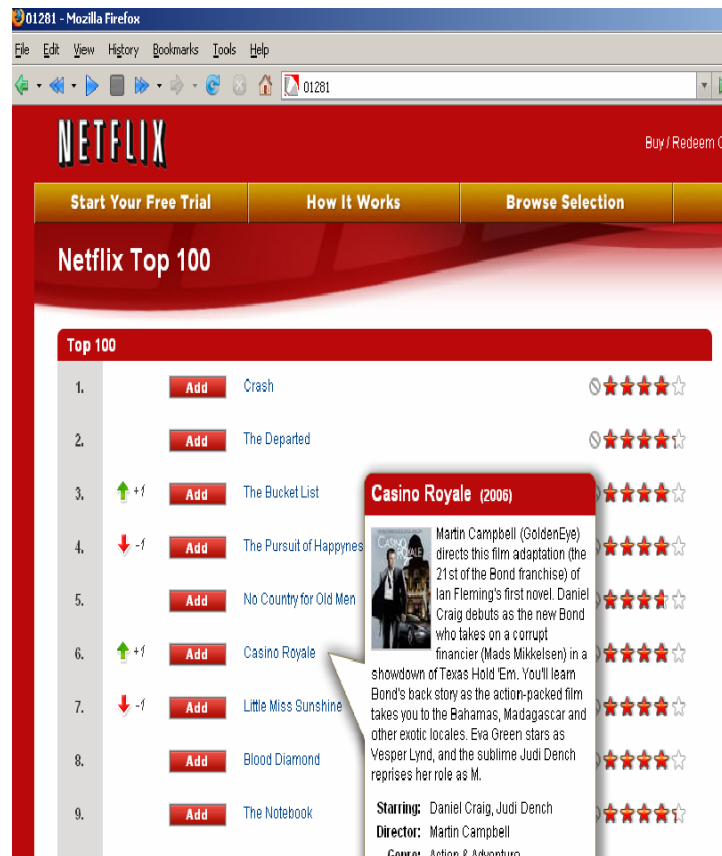 01281 - Mozilla Firefox
File Edit View History Bookmarks Tools Help
01281
NETFLIX
Buy / Redeem
Start Your Free Trial How It Works Browse Selection
Netflix Top 100
Top 100
1. Add Crash
2. Add The Departed
3. +1 Add The Bucket List
4. -1 Add The Pursuit of Happynes
5. Add No Country for Old Men
6. +1 Add Casino Royale
7. -1 Add Little Miss Sunshine
8. Add Blood Diamond
9. Add The Notebook
Casino Royale (2006)
Martin Campbell (GoldenEye)
directs this film adaptation (the
21st of the Bond franchise) of
Ian Fleming's first novel. Daniel
Craig debuts as the new Bond
who takes on a corrupt
financier (Mads Mikkelsen) in a
showdown of Texas Hold 'Em. You'll learn
Bond's back story as the action-packed film
takes you to the Bahamas, Madagascar and
other exotic locales. Eva Green stars as
Vesper Lynd, and the sublime Judi Dench
reprises her role as M.
Starring: Daniel Craig, Judi Dench
Director: Martin Campbell
Genre: Action & Adventure
CASINO ROYALE